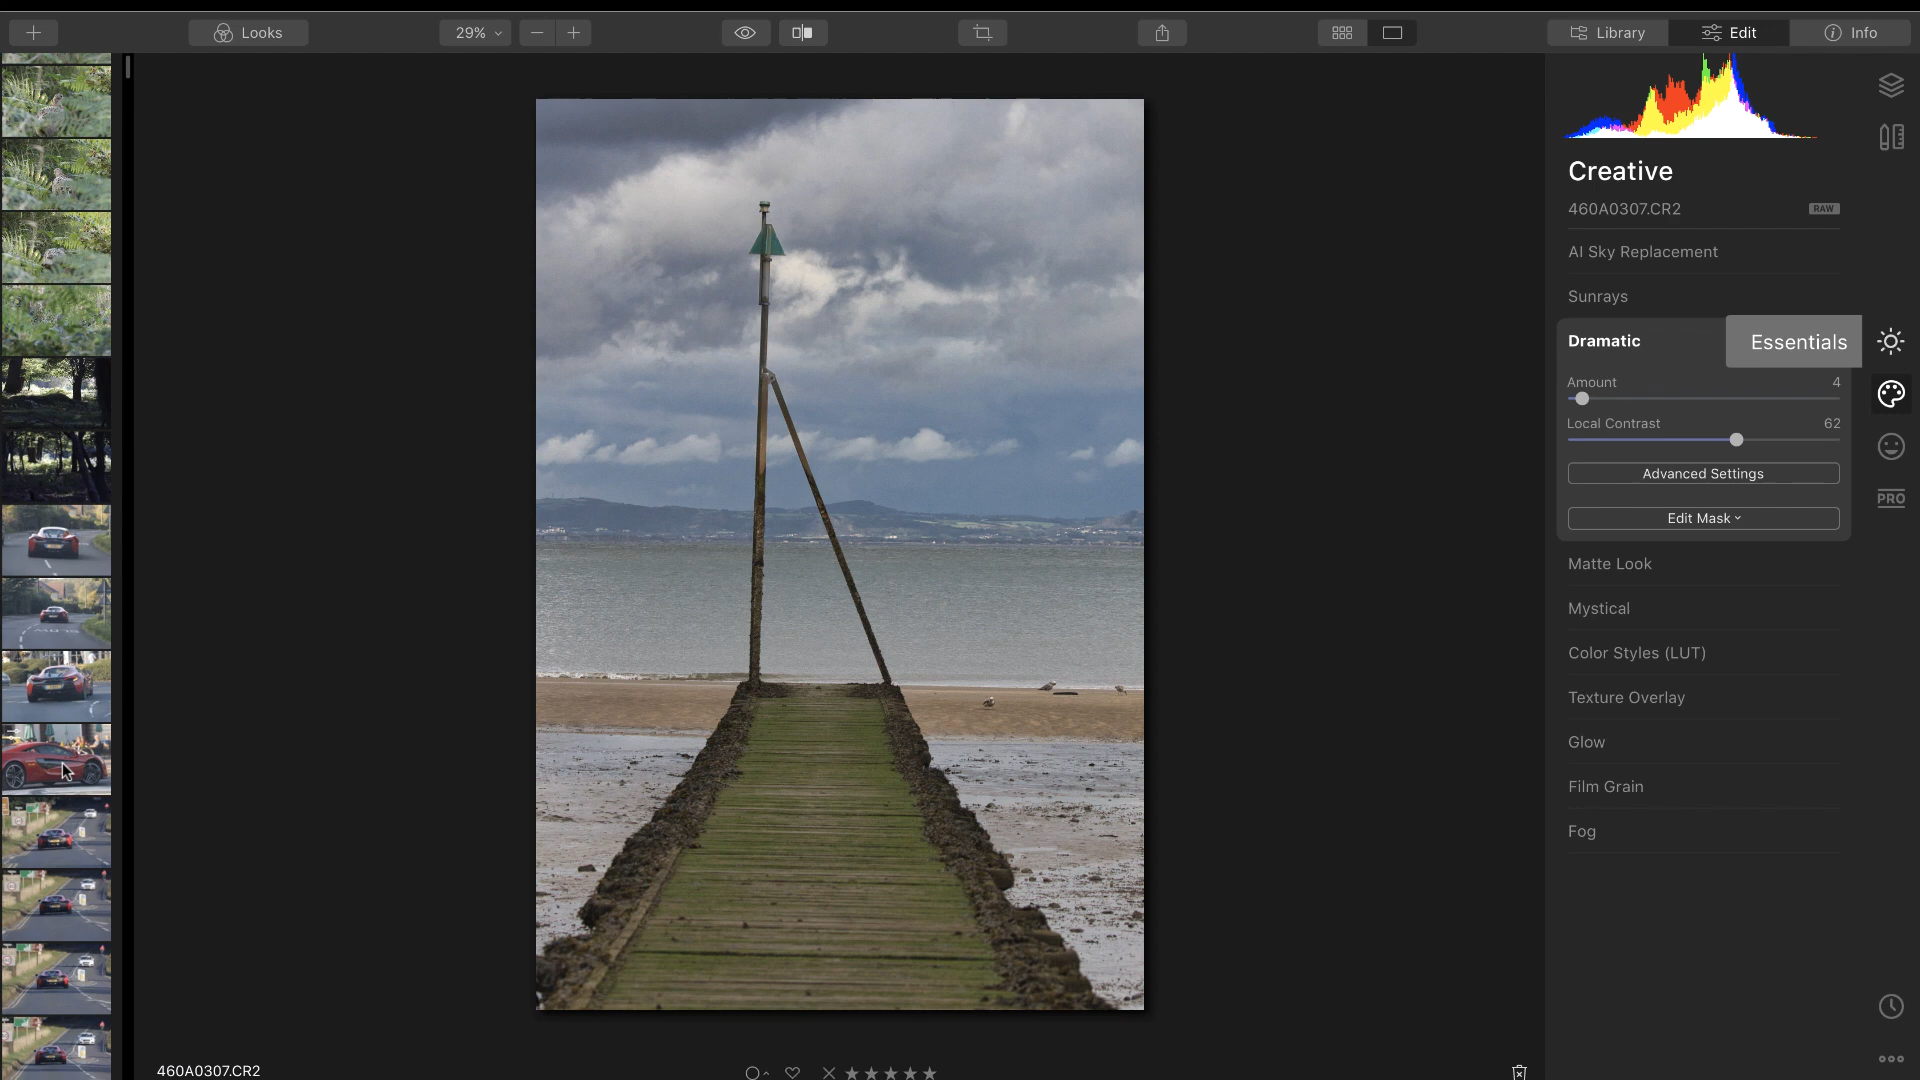 Looks
29%
Library
Edit
Info
Creative
460A0307.CR2
RAW
AI Sky Replacement
Sunrays
Dramatic
Essentials
Amount
4
Local Contrast
62
Advanced Settings
Edit Mask
PRO
Matte Look
Mystical
Color Styles (LUT)
Texture Overlay
Glow
Film Grain
Fog
460A0307.CR2